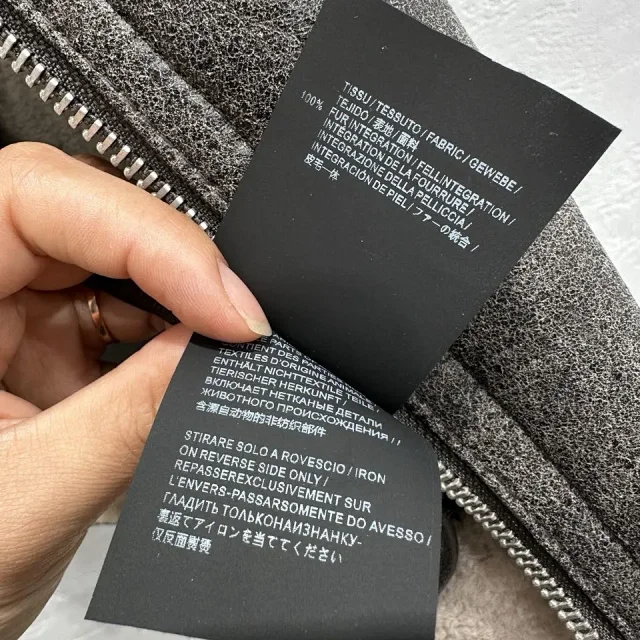 TISSU / TESSUTO / FABRIC / GEWEBE /
TEJIDO / 素地 / 面料
100%
FUR INTEGRATION / FELLINTEGRATION /
INTÉGRATION DE LA FOURRURE /
INTEGRAZIONE DELLA PELLICCIA /
INTEGRACIÓN DE PIEL / ファーの統合 /
皮毛一体
TEXTILES D'ORIGINE ANIM
ENTHÄLT NICHTTEXTILE TEILE
TIERISCHER HERKUNFT /
ВКЛЮЧАЕТ НЕТКАНЫЕ ДЕТАЛИ
ЖИВОТНОГО ПРОИСХОЖДЕНИЯ / /
含源自动物的非纺织部件
STIRARE SOLO A ROVESCIO / IRON
ON REVERSE SIDE ONLY /
REPASSEREXCLUSIVEMENT SUR
L'ENVERS-PASSARSOMENTE DO AVESSO /
ГЛАДИТЬ ТОЛЬКОНАИЗНАНКУ-
裏返てアイロンを当ててください
仅反面熨烫